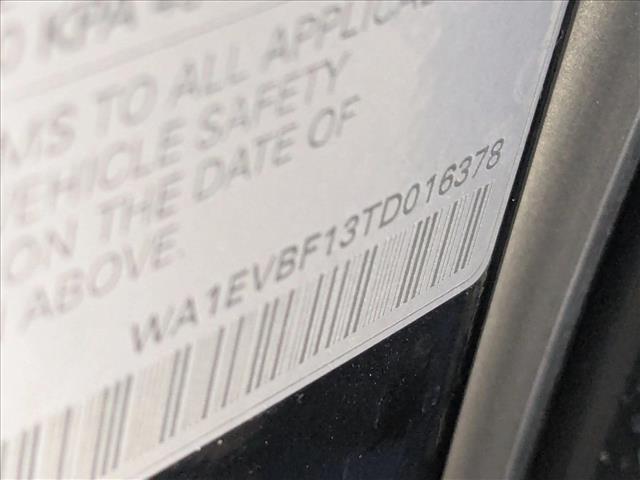 KPA
MS TO ALL APPLICA
VEHICLE SAFETY
ON THE DATE OF
ABOVE.
WA1EVBF13TD016378